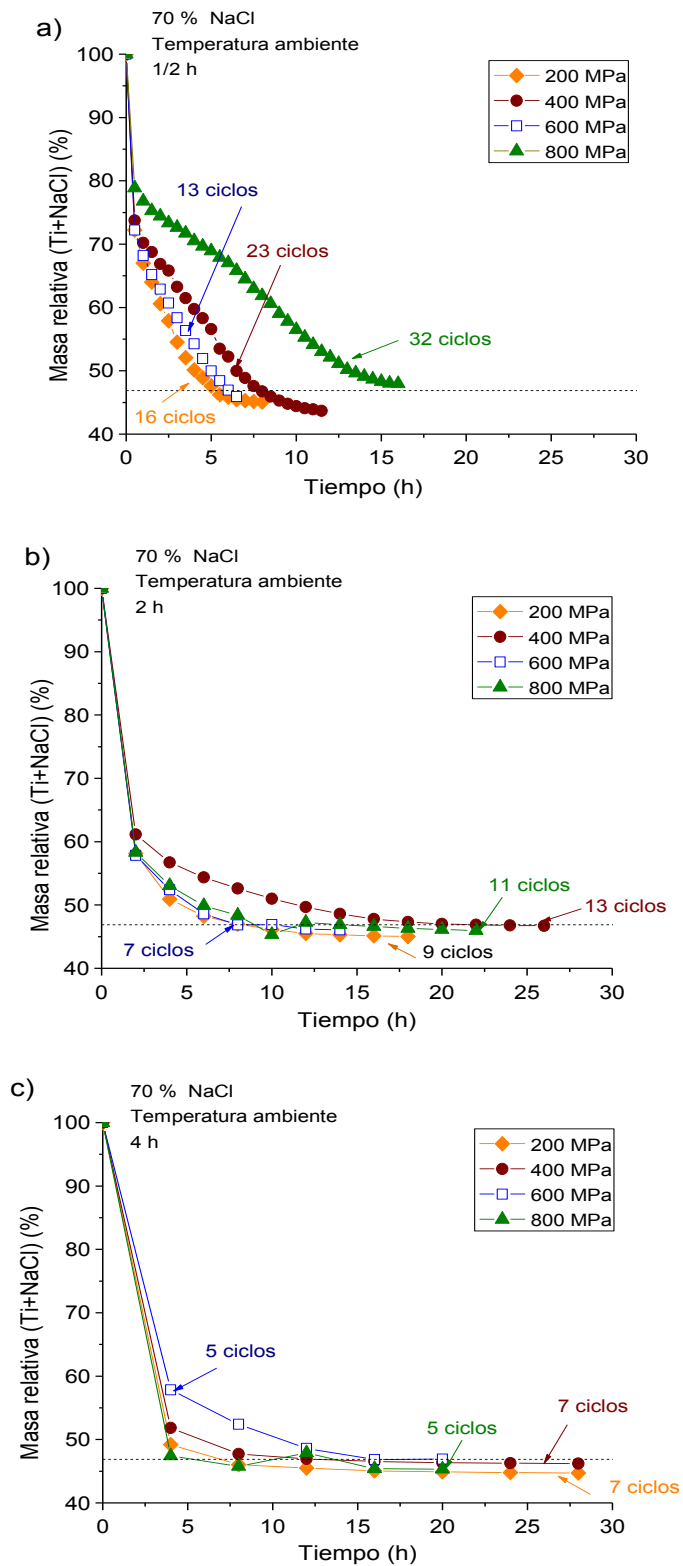 a)
70 % NaCl
Temperatura ambiente
1/2 h
Masa relativa (Ti+NaCl) (%)
100
90
80
70
60
50
40
200 MPa
400 MPa
600 MPa
800 MPa
13 ciclos
23 ciclos
32 ciclos
16 ciclos
0 5 10 15 20 25 30
Tiempo (h)
b)
70 % NaCl
Temperatura ambiente
2 h
Masa relativa (Ti+NaCl) (%)
100
90
80
70
60
50
40
200 MPa
400 MPa
600 MPa
800 MPa
11 ciclos
13 ciclos
7 ciclos
9 ciclos
0 5 10 15 20 25 30
Tiempo (h)
c)
70 % NaCl
Temperatura ambiente
4 h
Masa relativa (Ti+NaCl) (%)
100
90
80
70
60
50
40
200 MPa
400 MPa
600 MPa
800 MPa
5 ciclos
5 ciclos
7 ciclos
7 ciclos
0 5 10 15 20 25 30
Tiempo (h)